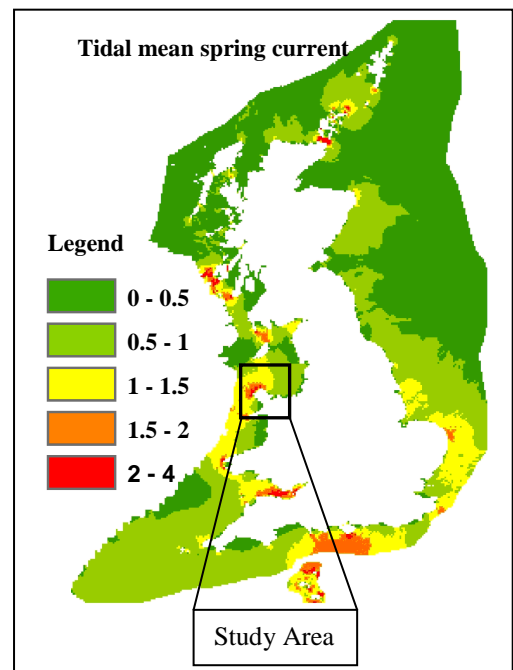 Tidal mean spring current
Legend
0 - 0.5
0.5 - 1
1 - 1.5
1.5 - 2
2 - 4
Study Area